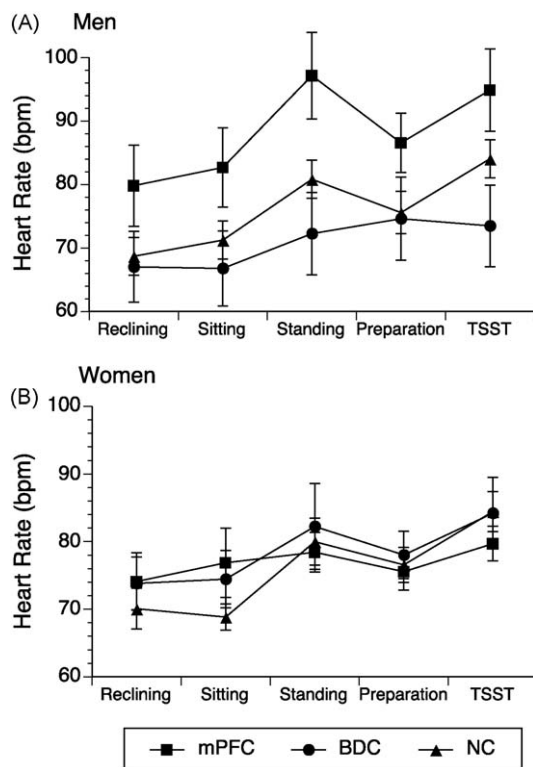 (A) Men
100
90
80
70
60
Heart Rate (bpm)
Reclining Sitting Standing Preparation TSST
Women
(B)
100
90
80
70
60
Heart Rate (bpm)
Reclining Sitting Standing Preparation TSST
mPFC BDC NC